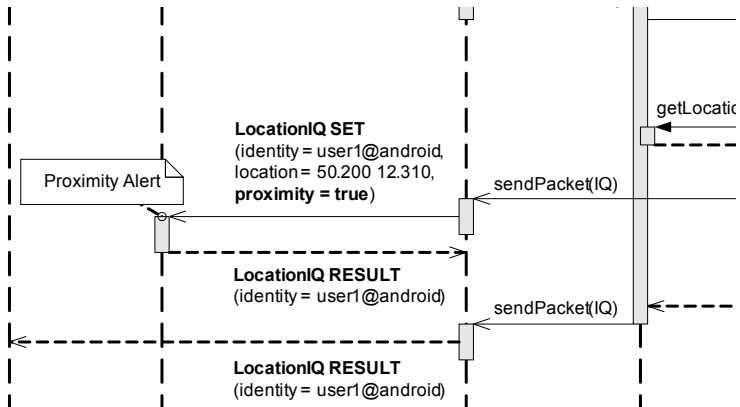 getLocatio
LocationIQ SET
(identity = user1@android,
location = 50.200 12.310,
proximity = true)
Proximity Alert
sendPacket(IQ)
LocationIQ RESULT
(identity = user1@android)
sendPacket(IQ)
LocationIQ RESULT
(identity = user1@android)